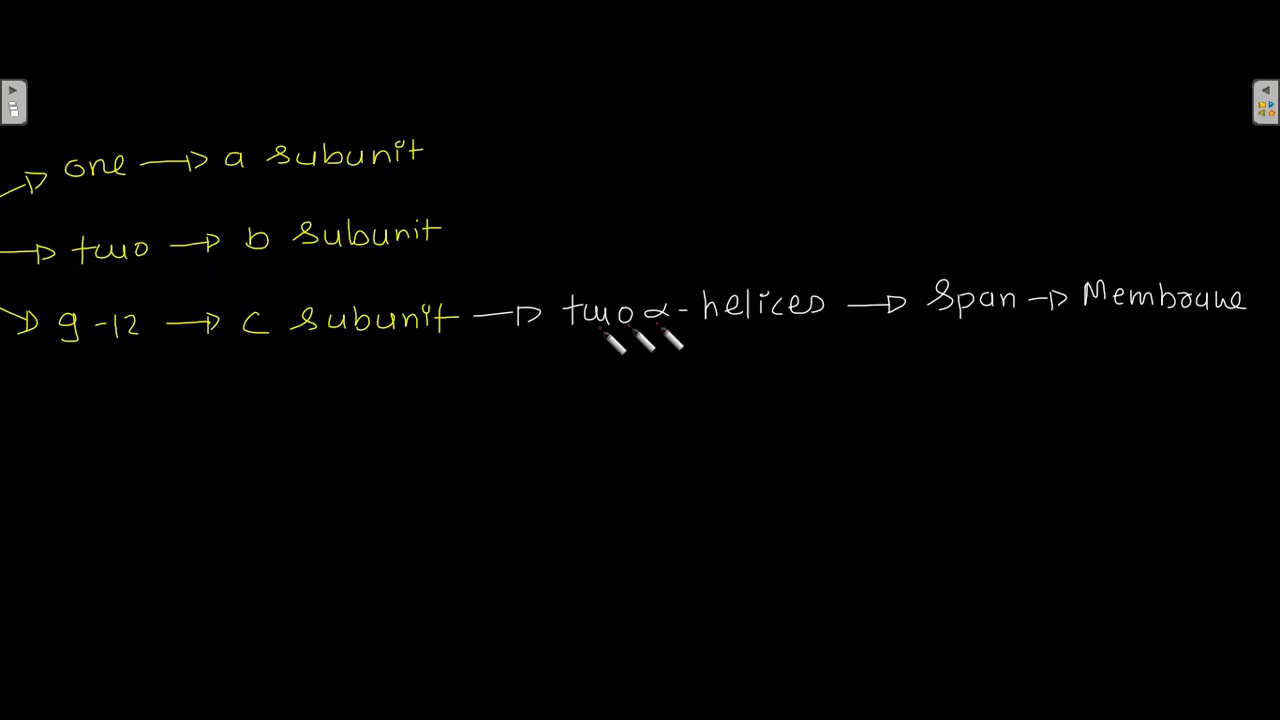 one → a subunit
two → b subunit
9-12 → c subunit → two α-helices → Span → Membrane